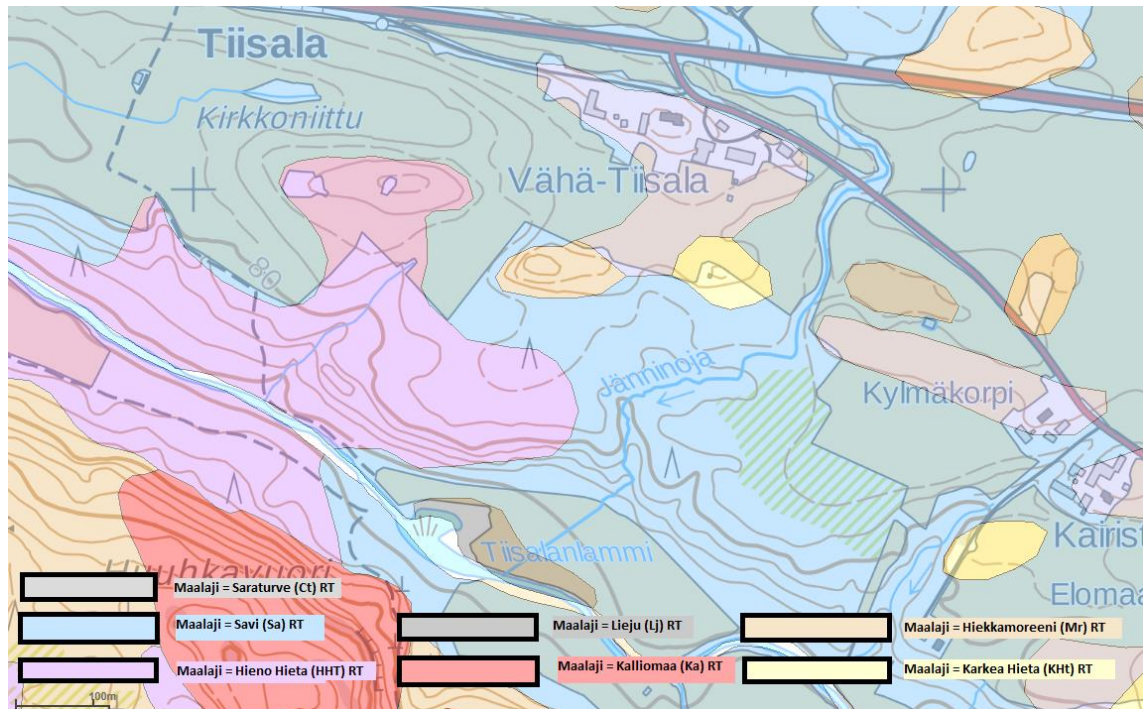 Tiisala
Kirkkoniittu
Vähä-Tiisala
80
Jänninoja
Kylmäkorpi
Tiisalanlammi
Kairist
Huuhkavuori
Elomaa
Maalaji = Saraturve (Ct) RT
Maalaji = Savi (Sa) RT
Maalaji = Lieju (Lj) RT
Maalaji = Hiekkamoreeni (Mr) RT
Maalaji = Hieno Hieta (HHT) RT
Maalaji = Kalliomaa (Ka) RT
Maalaji = Karkea Hieta (KHt) RT
100m